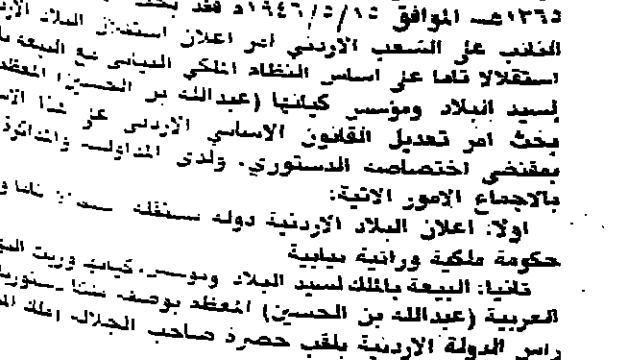 ١٣٦٥هـ الموافق ١٩٤٦/٥/١٥م فقد بحث
النائب عن الشعب الاردني امر اعلان استقلال البلاد
استقلالا تاما على اساس النظام الملكي النيابي مع البيعة
لسيد البلاد ومؤسس كيانها (عبدالله بن الحسين) المعظم
بحث امر تعديل القانون الاساسي الاردني على هذا
بمقتضى اختصاصه الدستوري. ولدى المداولة والمذاكرة
بالاجماع الامور الاتية:
اولا: اعلان البلاد الاردنية دولة مستقلة
حكومة ملكية وراثية نيابية
ثانيا: البيعة بالملك لسيد البلاد ومؤسس كيانها وريث
العربية (عبدالله بن الحسين) المعظم بوصفه ملكا دستوريا
راس الدولة الاردنية بلقب حضرة صاحب الجلالة